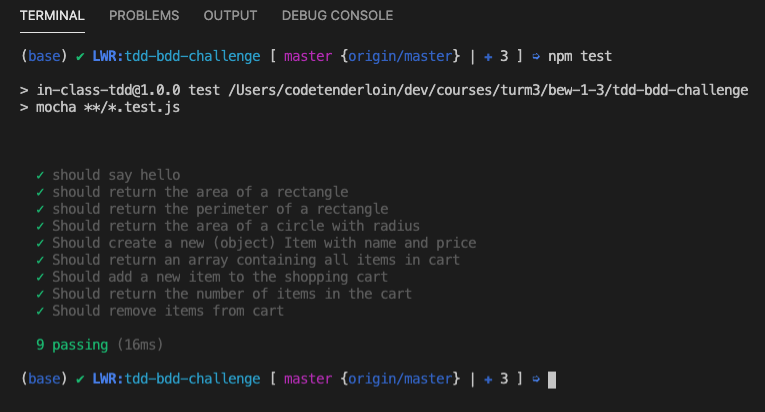 TERMINAL PROBLEMS OUTPUT DEBUG CONSOLE
(base) ✔ LWR:tdd-bdd-challenge [ master {origin/master} | ✚ 3 ] ➩ npm test
> in-class-tdd@1.0.0 test /Users/codetenderloin/dev/courses/turm3/bew-1-3/tdd-bdd-challenge
> mocha **/*.test.js
✓ should say hello
✓ should return the area of a rectangle
✓ should return the perimeter of a rectangle
✓ should return the area of a circle with radius
✓ Should create a new (object) Item with name and price
✓ Should return an array containing all items in cart
✓ Should add a new item to the shopping cart
✓ Should return the number of items in the cart
✓ Should remove items from cart
9 passing (16ms)
(base) ✔ LWR:tdd-bdd-challenge [ master {origin/master} | ✚ 3 ] ➩